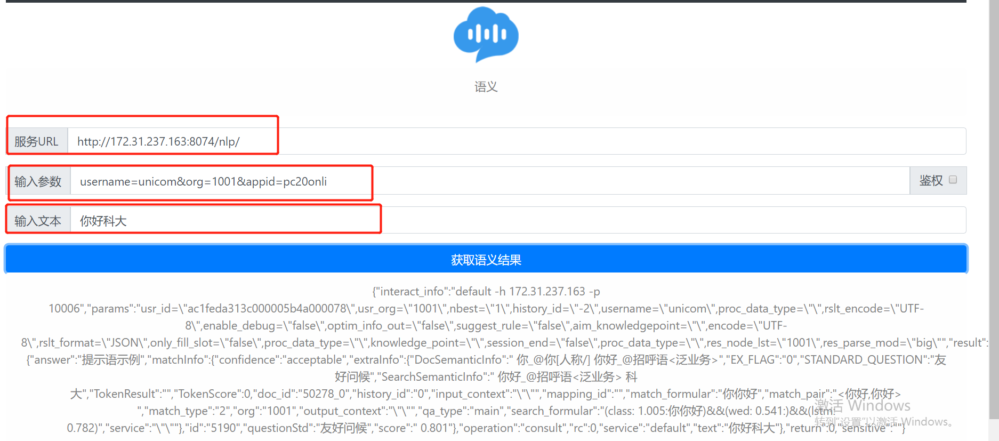 语义
服务URL http://172.31.237.163:8074/nlp/
输入参数 username=unicom&org=1001&appid=pc20onli 鉴权
输入文本 你好科大
获取语义结果
{"interact_info":"default -h 172.31.237.163 -p
10006","params":"usr_id=\"ac1feda313c000005b4a000078\",usr_org=\"1001\",nbest=\"1\",history_id=\"-2\",username=\"unicom\",proc_data_type=\"\",rslt_encode=\"UTF-
8\",enable_debug=\"false\",optim_info_out=\"false\",suggest_rule=\"false\",aim_knowledgepoint=\"\",encode=\"UTF-
8\",rslt_format=\"JSON\",only_fill_slot=\"false\",proc_data_type=\"\",knowledge_point=\"\",session_end=\"false\",proc_data_type=\"\",res_node_lst=\"1001\",res_parse_mod=\"big\"","result":
{"answer":"提示语示例","matchInfo":{"confidence":"acceptable","extraInfo":{"DocSemanticInfo":" 你_@你[人称/] 你好_@招呼语<泛业务>","EX_FLAG":"0","STANDARD_QUESTION":"友
好问候","SearchSemanticInfo":" 你好_@招呼语<泛业务> 科
大","TokenResult":"","TokenScore":0,"doc_id":"50278_0","history_id":"0","input_context":"\"\"","mapping_id":"","match_formular":"你你好","match_pair":"<你好,你好>
","match_type":"2","org":"1001","output_context":"\"\"","qa_type":"main","search_formular":"(class: 1.005:你你好)&&(wed: 0.541:)&&(lstm:
0.782)","service":"\"\""},"id":"5190","questionStd":"友好问候","score":" 0.801"},"operation":"consult","rc":0,"service":"default","text":"你好科大"},"return":0,"sensitive":""}
激活 Windows
转到"设置"以激活 Windows。